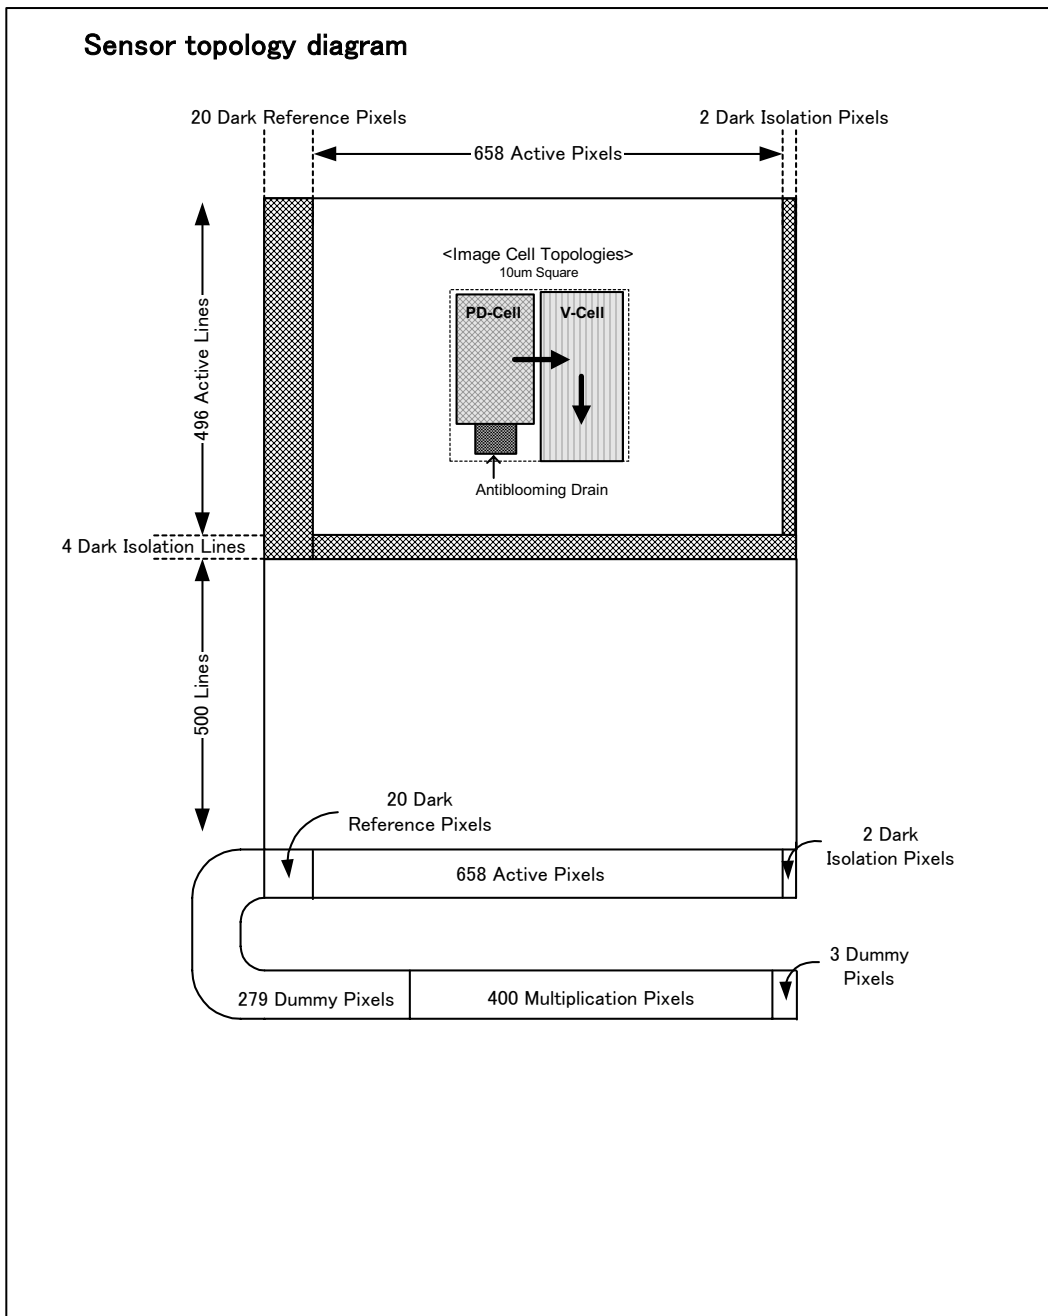 Sensor topology diagram
20 Dark Reference Pixels
2 Dark Isolation Pixels
658 Active Pixels
<Image Cell Topologies>
10um Square
PD-Cell
V-Cell
496 Active Lines
Antiblooming Drain
4 Dark Isolation Lines
500 Lines
20 Dark
Reference Pixels
2 Dark
Isolation Pixels
658 Active Pixels
3 Dummy
Pixels
279 Dummy Pixels
400 Multiplication Pixels